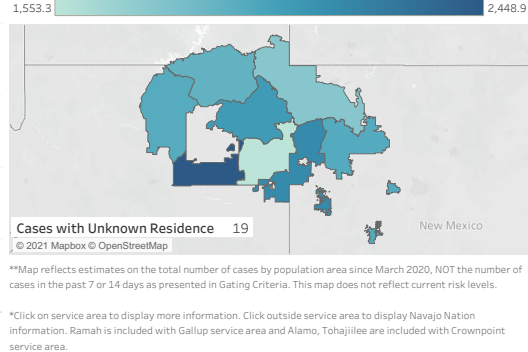 1,553.3 2,448.9
New Mexico
Cases with Unknown Residence 19
© 2021 Mapbox © OpenStreetMap
**Map reflects estimates on the total number of cases by population area since March 2020, NOT the number of
cases in the past 7 or 14 days as presented in Gating Criteria. This map does not reflect current risk levels.
*Click on service area to display more information. Click outside service area to display Navajo Nation
information. Ramah is included with Gallup service area and Alamo, Tohajiilee are included with Crownpoint
service area.